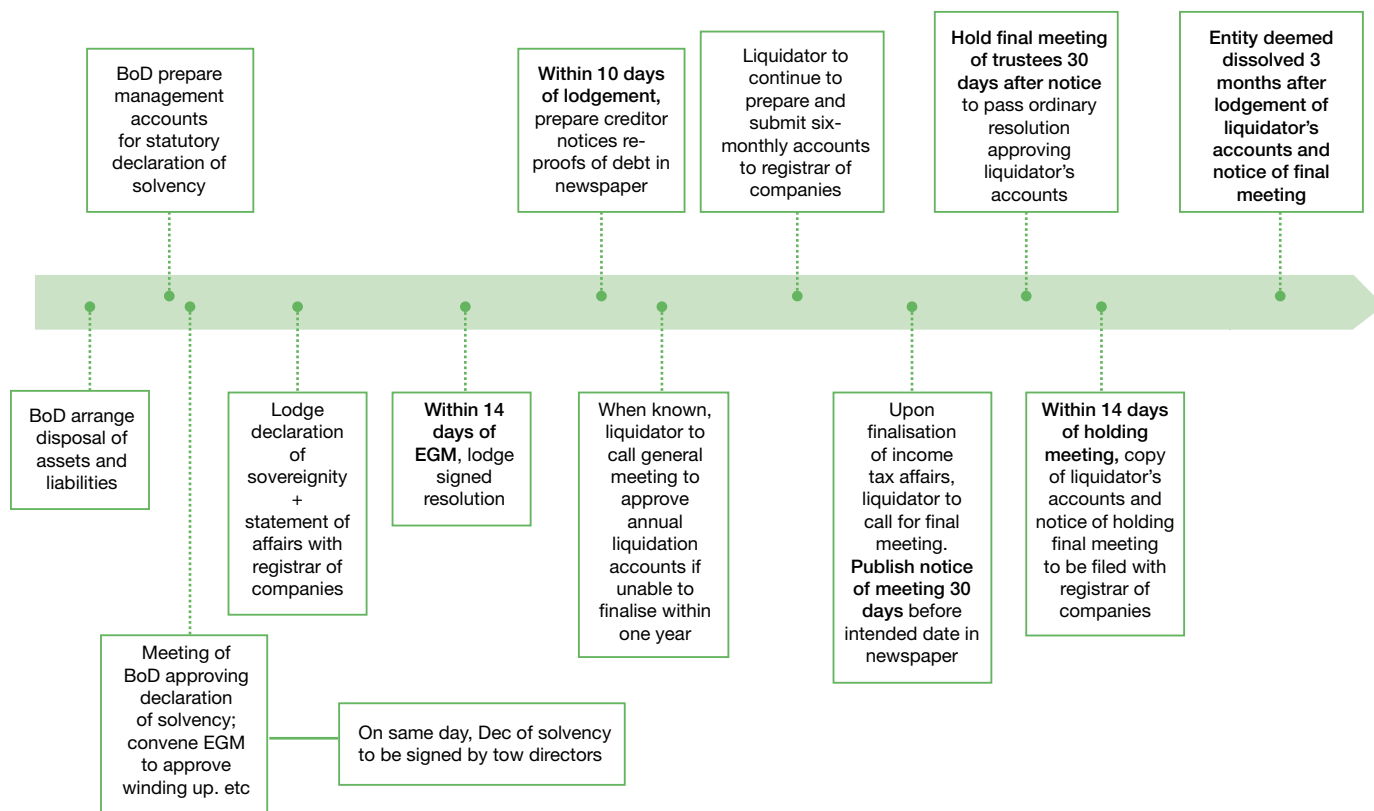 BoD prepare
management
accounts
for statutory
declaration of
solvency
Within 10 days
of lodgement,
prepare creditor
notices re-
proofs of debt in
newspaper
Liquidator to
continue to
prepare and
submit six-
monthly accounts
to registrar of
companies
Hold final meeting
of trustees 30
days after notice
to pass ordinary
resolution
approving
liquidator’s
accounts
Entity deemed
dissolved 3
months after
lodgement of
liquidator’s
accounts and
notice of final
meeting
BoD arrange
disposal of
assets and
liabilities
Meeting of
BoD approving
declaration
of solvency;
convene EGM
to approve
winding up. etc
On same day, Dec of solvency
to be signed by tow directors
Lodge
declaration
of
sovereignity
+
statement of
affairs with
registrar of
companies
Within 14
days of
EGM, lodge
signed
resolution
When known,
liquidator to
call general
meeting to
approve
annual
liquidation
accounts if
unable to
finalise within
one year
Upon
finalisation
of income
tax affairs,
liquidator to
call for final
meeting.
Publish notice
of meeting 30
days before
intended date in
newspaper
Within 14 days
of holding
meeting, copy
of liquidator’s
accounts and
notice of holding
final meeting
to be filed with
registrar of
companies